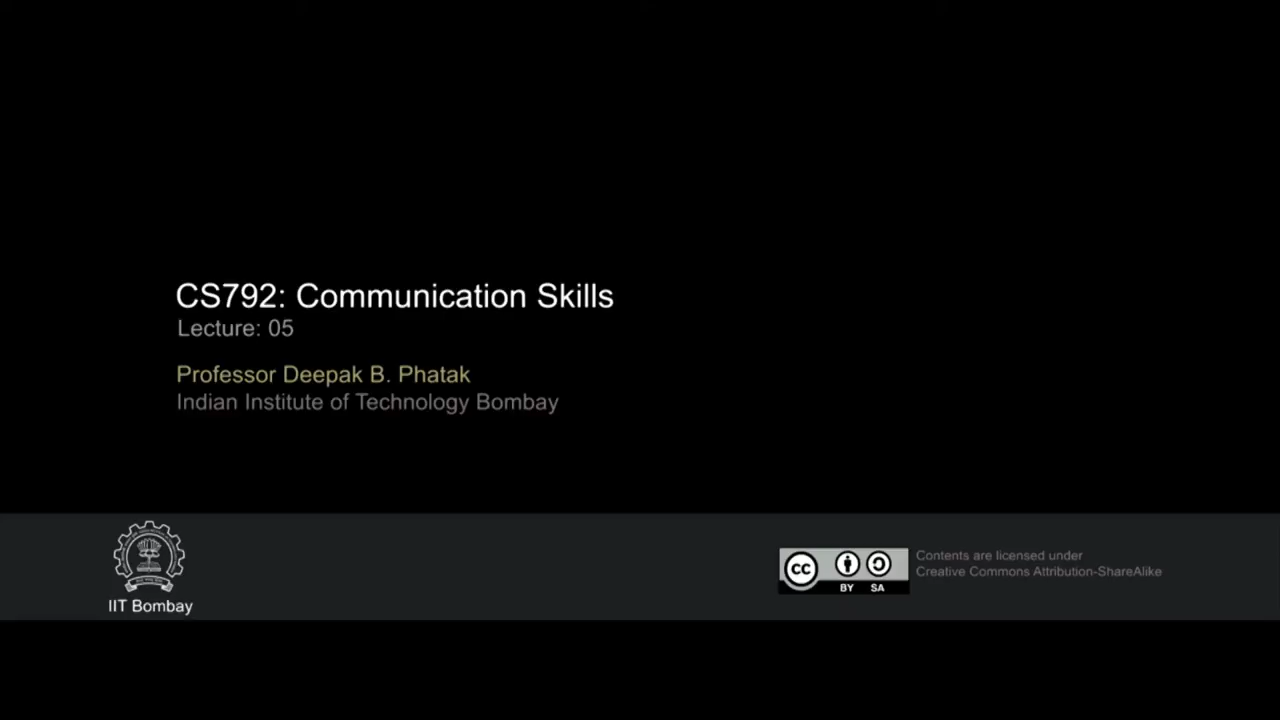 CS792: Communication Skills
Lecture: 05
Professor Deepak B. Phatak
Indian Institute of Technology Bombay
IIT Bombay
cc
BY SA
Contents are licensed under
Creative Commons Attribution-ShareAlike